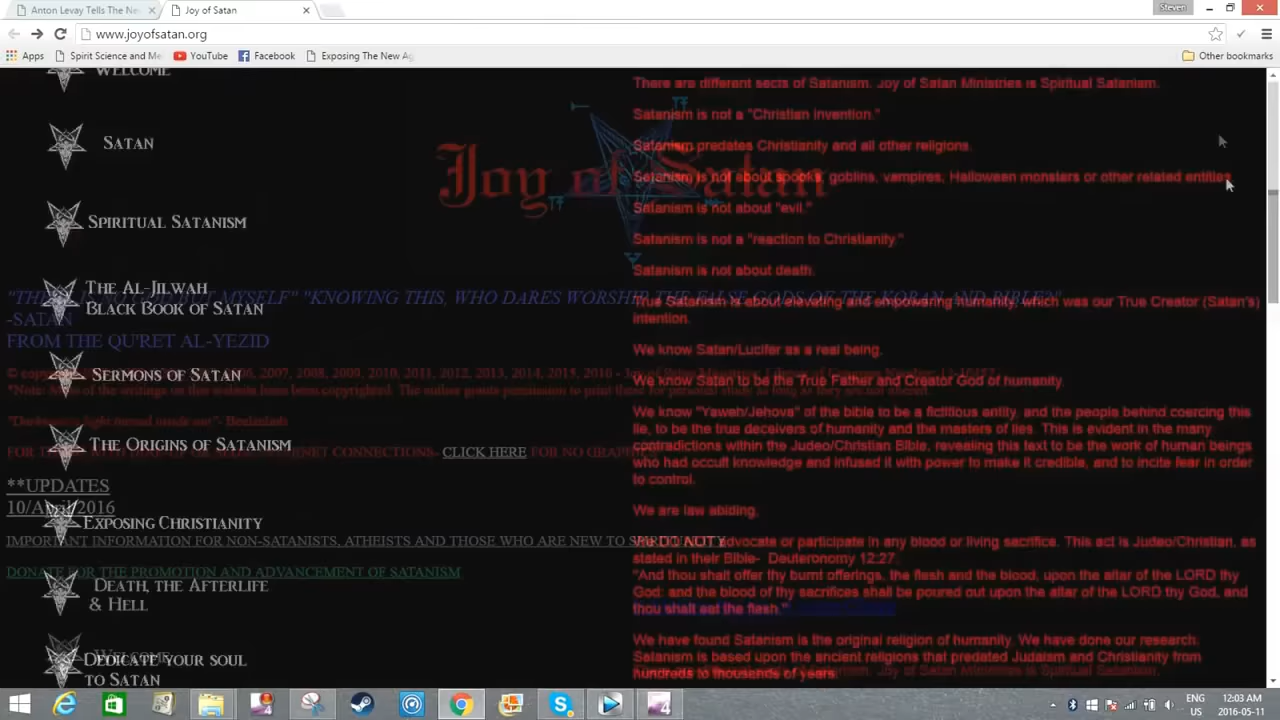 Anton Levay Tells The Ne
Joy of Satan
Steven
www.joyofsatan.org
Apps
Spirit Science and Me
YouTube
Facebook
Exposing The New Ag
Other bookmarks
WELCOME
SATAN
SPIRITUAL SATANISM
THE AL-JILWAH
BLACK BOOK OF SATAN
SERMONS OF SATAN
THE ORIGINS OF SATANISM
EXPOSING CHRISTIANITY
DEATH, THE AFTERLIFE
& HELL
DEDICATE YOUR SOUL
TO SATAN
Joy of Satan
-SATAN
FROM THE QU'RET AL-YEZID
CLICK HERE FOR NO GRAPH
**UPDATES
10/April 2016
IMPORTANT INFORMATION FOR NON-SATANISTS, ATHEISTS AND THOSE WHO ARE NEW TO
DONATE FOR THE PROMOTION AND ADVANCEMENT OF SATANISM
There are different sects of Satanism. Joy of Satan Ministries is Spiritual Satanism.
Satanism is not a "Christian invention."
Satanism predates Christianity and all other religions.
Satanism is not about spooks, goblins, vampires, Halloween monsters or other related entities.
Satanism is not about "evil."
Satanism is not a "reaction to Christianity."
Satanism is not about death.
True Satanism is about elevating and empowering humanity, which was our True Creator (Satan's)
intention.
We know Satan/Lucifer as a real being.
We know Satan to be the True Father and Creator God of humanity.
We know "Yaweh/Jehova" of the bible to be a fictitious entity, and the people behind coercing this
lie, to be the true deceivers of humanity and the masters of lies. This is evident in the many
contradictions within the Judeo/Christian Bible, revealing this text to be the work of human beings
who had occult knowledge and infused it with power to make it credible, and to incite fear in order
to control.
We are law abiding.
We DO NOT advocate or participate in any blood or living sacrifice. This act is Judeo/Christian, as
stated in their Bible- Deuteronomy 12:27:
"And thou shalt offer thy burnt offerings, the flesh and the blood, upon the altar of the LORD thy
God: and the blood of thy sacrifices shall be poured out upon the altar of the LORD thy God, and
thou shalt eat the flesh."
We have found Satanism is the original religion of humanity. We have done our research.
Satanism is based upon the ancient religions that predated Judaism and Christianity from
hundreds to thousands of years.
ENG
US
12:03 AM
2016-05-11